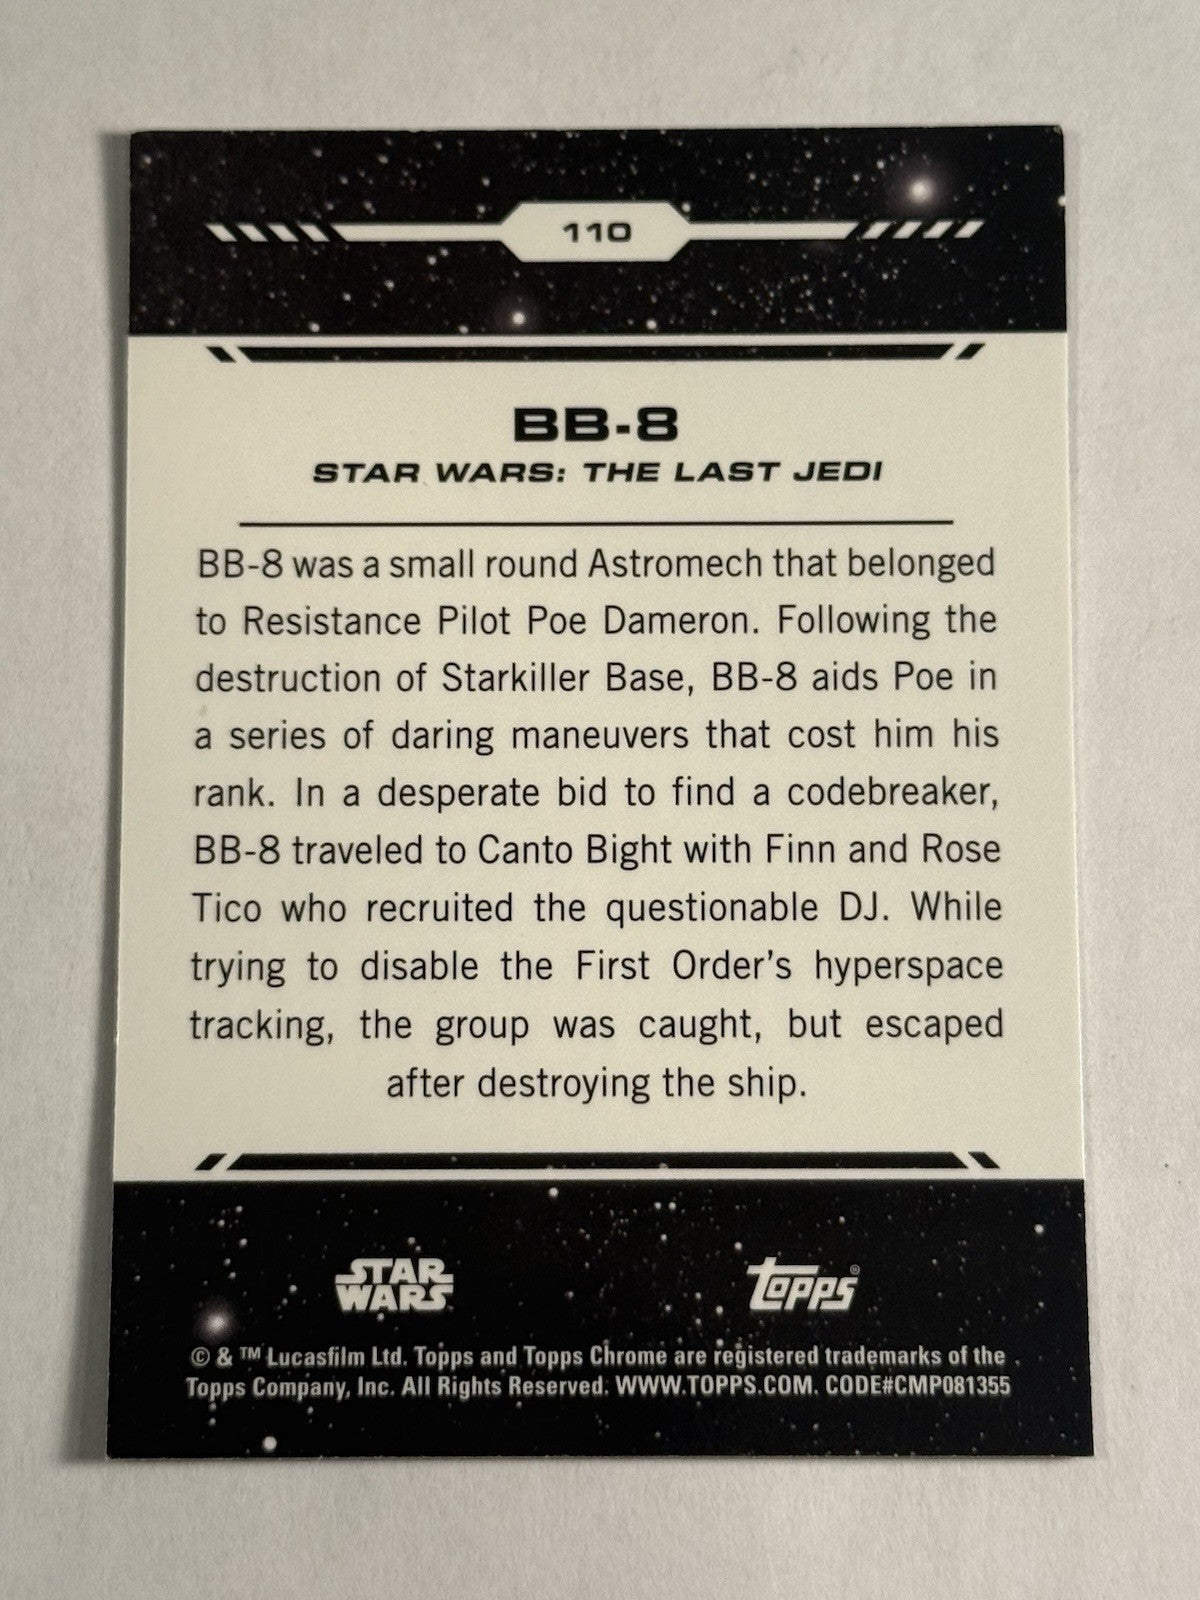 110
BB-8
STAR WARS: THE LAST JEDI
BB-8 was a small round Astromech that belonged
to Resistance Pilot Poe Dameron. Following the
destruction of Starkiller Base, BB-8 aids Poe in
a series of daring maneuvers that cost him his
rank. In a desperate bid to find a codebreaker,
BB-8 traveled to Canto Bight with Finn and Rose
Tico who recruited the questionable DJ. While
trying to disable the First Order's hyperspace
tracking, the group was caught, but escaped
after destroying the ship.
STAR
WARS
Topps®
© & ™ Lucasfilm Ltd. Topps and Topps Chrome are registered trademarks of the
Topps Company, Inc. All Rights Reserved. WWW.TOPPS.COM. CODE#CMP081355